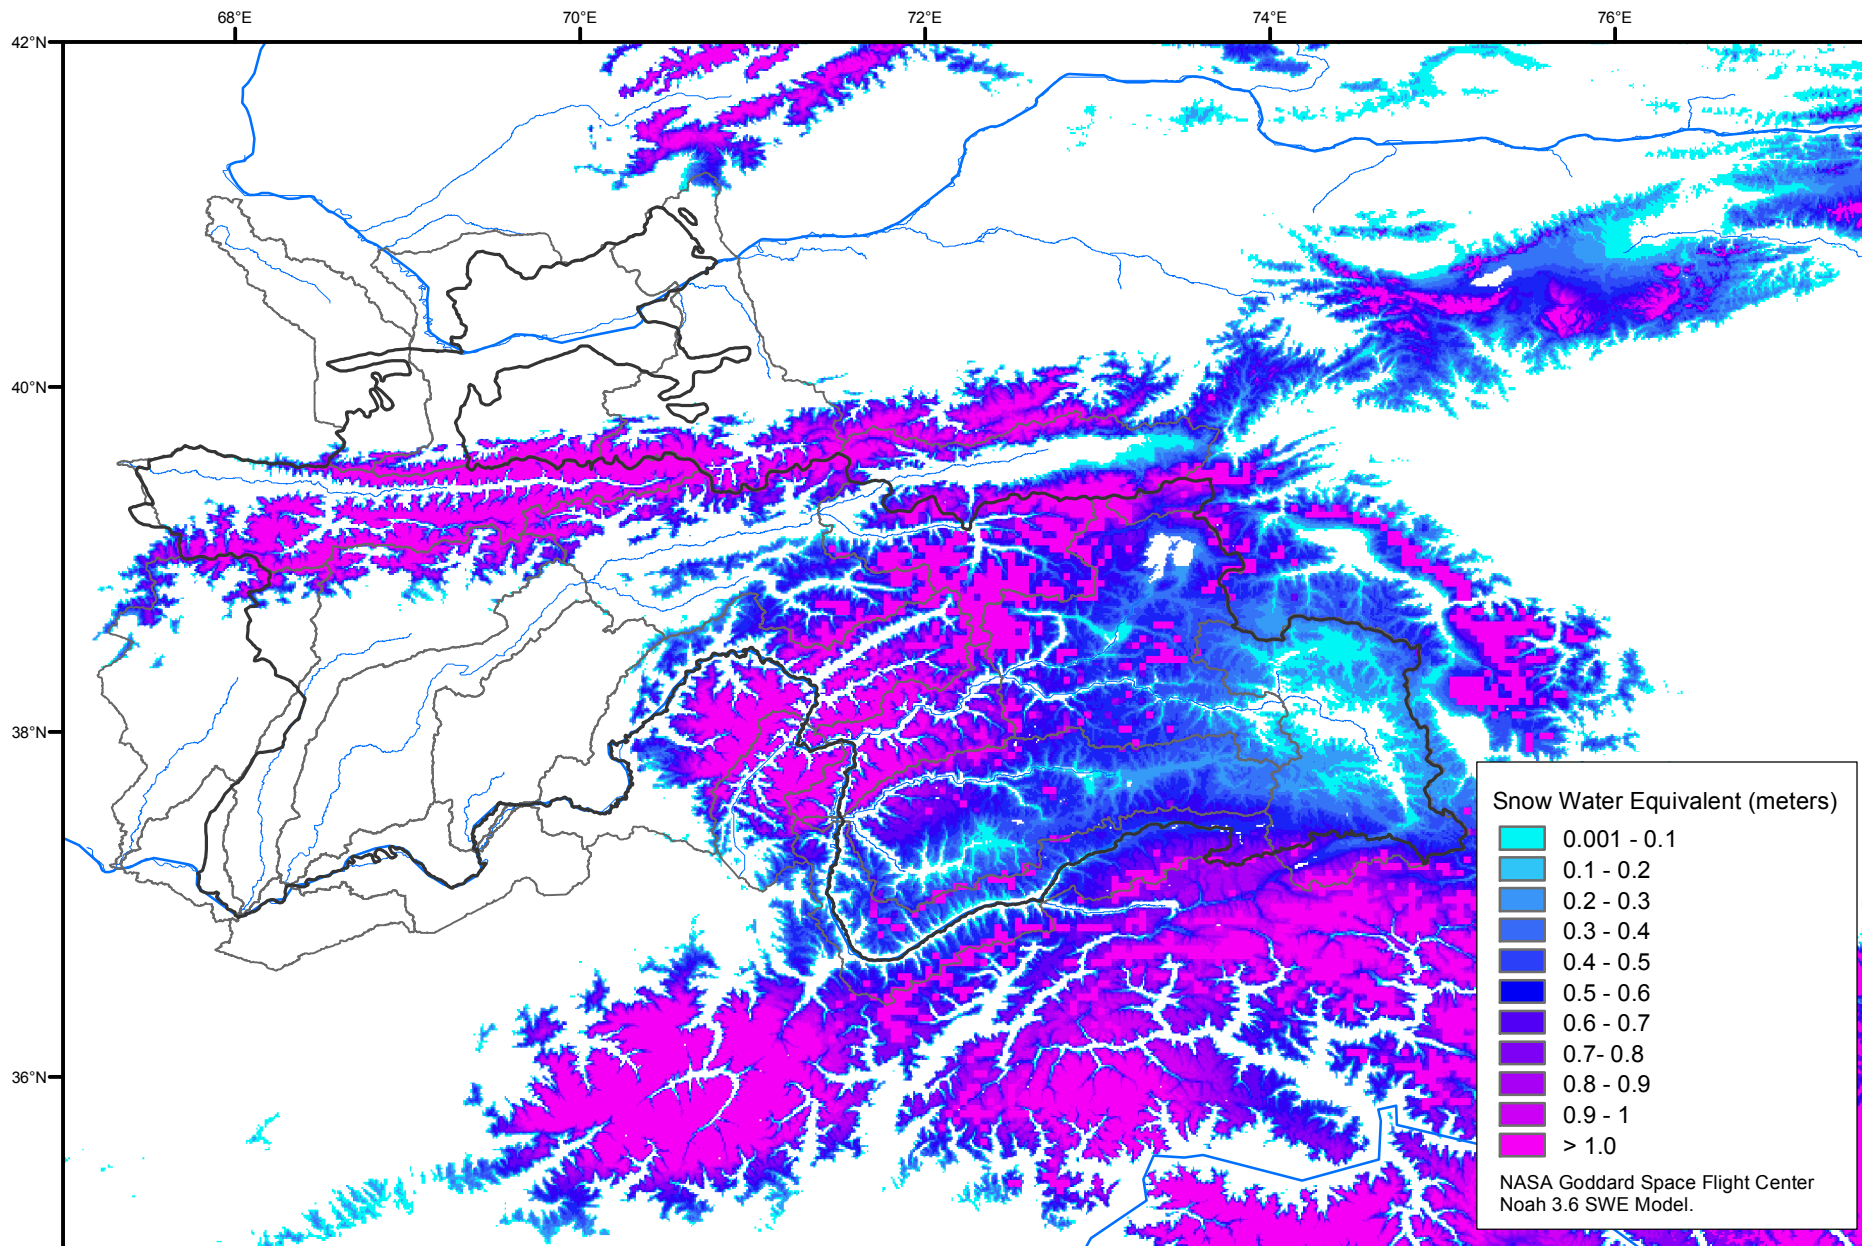 68°E
70°E
72°E
74°E
76°E
42°N
40°N
38°N
36°N
Snow Water Equivalent (meters)
0.001 - 0.1
0.1 - 0.2
0.2 - 0.3
0.3 - 0.4
0.4 - 0.5
0.5 - 0.6
0.6 - 0.7
0.7- 0.8
0.8 - 0.9
0.9 - 1
> 1.0
NASA Goddard Space Flight Center
Noah 3.6 SWE Model.